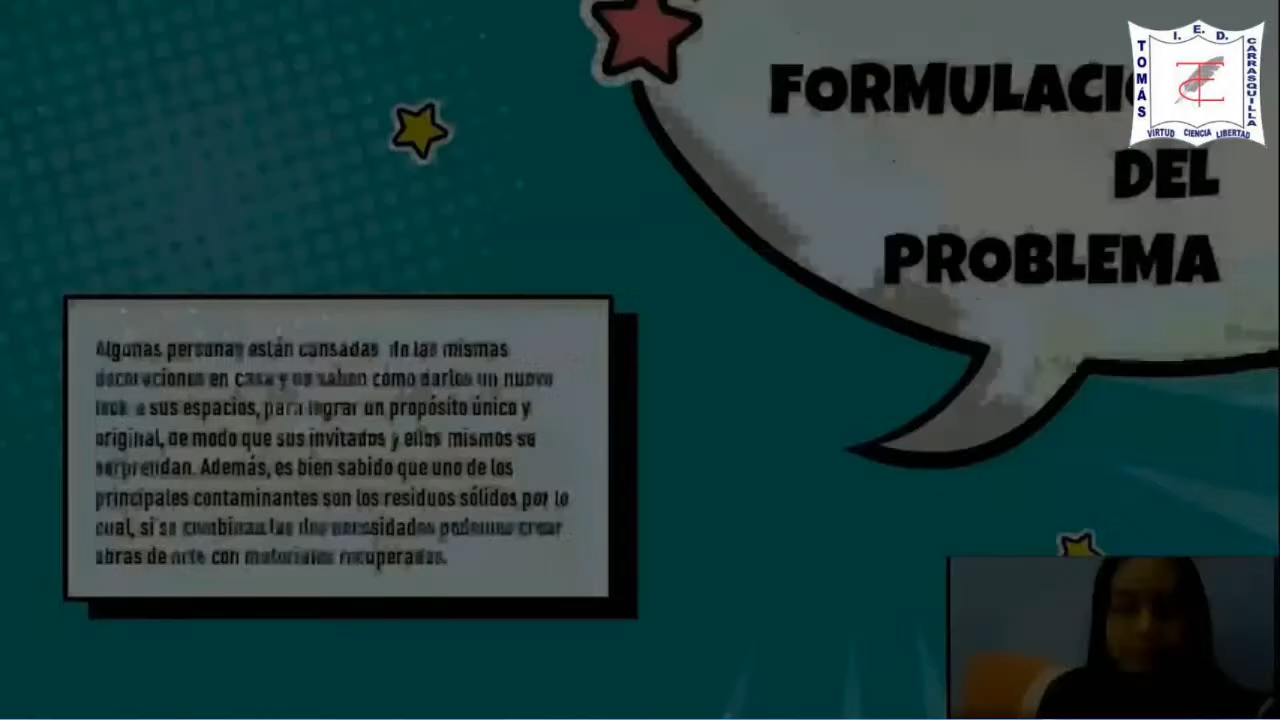 FORMULACI
DEL
PROBLEMA
I. E. D.
TOMÁS
CARRASQUILLA
VIRTUD CIENCIA LIBERTAD
Algunas personas están cansadas de las mismas
decoraciones en casa y no saben como darles un nuevo
look a sus espacios, para lograr un propósito único y
original, de modo que sus invitados y ellos mismos se
sorprendan. Además, es bien sabido que uno de los
principales contaminantes son los residuos sólidos por lo
cual, si se combinan las dos necesidades podemos crear
obras de arte con materiales recuperados.